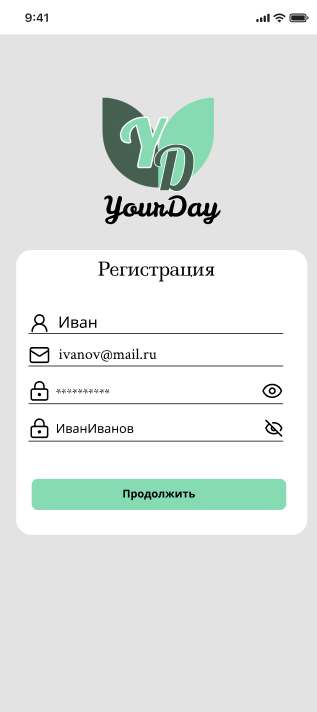 9:41
YD
YourDay
Регистрация
Иван
ivanov@mail.ru
**********
ИванИванов
Продолжить